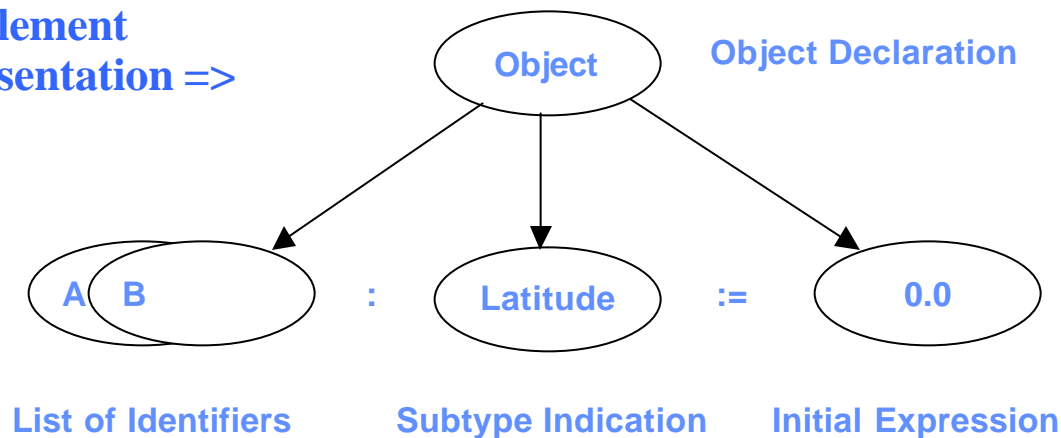 lement
sentation =>
Object
Object Declaration
A B : Latitude := 0.0
List of Identifiers Subtype Indication Initial Expression